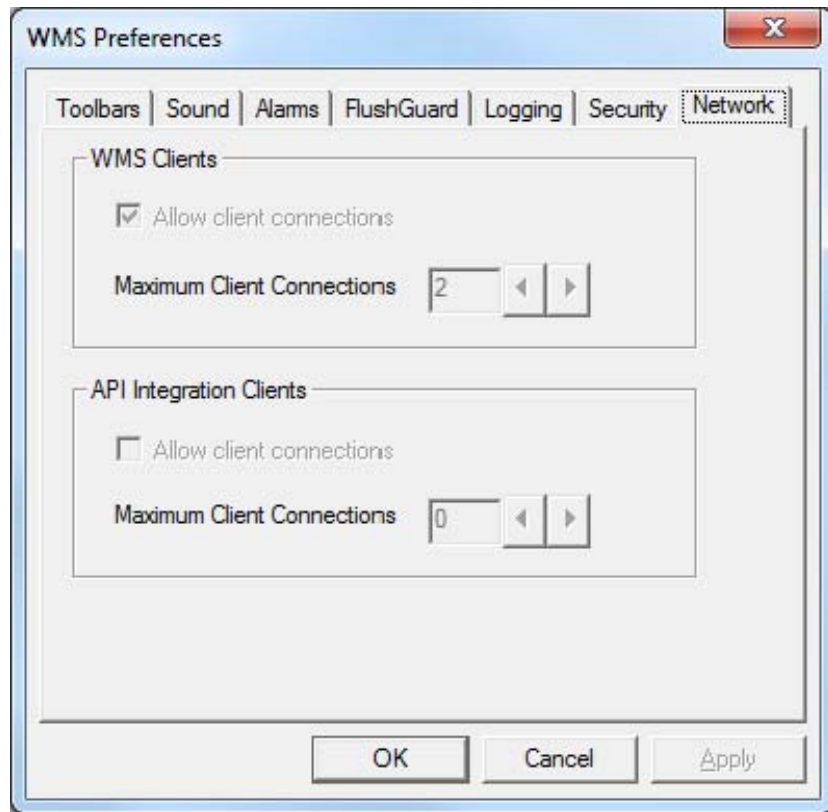 WMS Preferences
Toolbars Sound Alarms FlushGuard Logging Security Network
WMS Clients
Allow client connections
Maximum Client Connections 2
API Integration Clients
Allow client connections
Maximum Client Connections 0
OK Cancel Apply